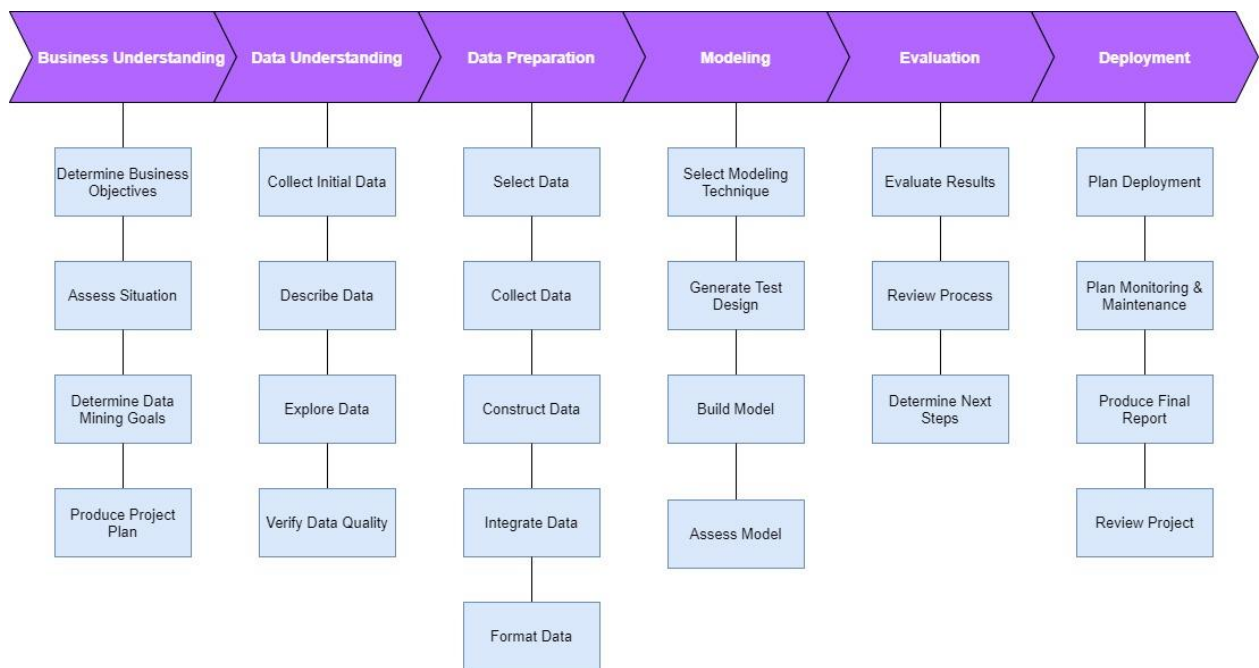 Business Understanding
Data Understanding
Data Preparation
Modeling
Evaluation
Deployment
Determine Business
Objectives
Assess Situation
Determine Data
Mining Goals
Produce Project
Plan
Collect Initial Data
Describe Data
Explore Data
Verify Data Quality
Select Data
Collect Data
Construct Data
Integrate Data
Format Data
Select Modeling
Technique
Generate Test
Design
Build Model
Assess Model
Evaluate Results
Review Process
Determine Next
Steps
Plan Deployment
Plan Monitoring &
Maintenance
Produce Final
Report
Review Project